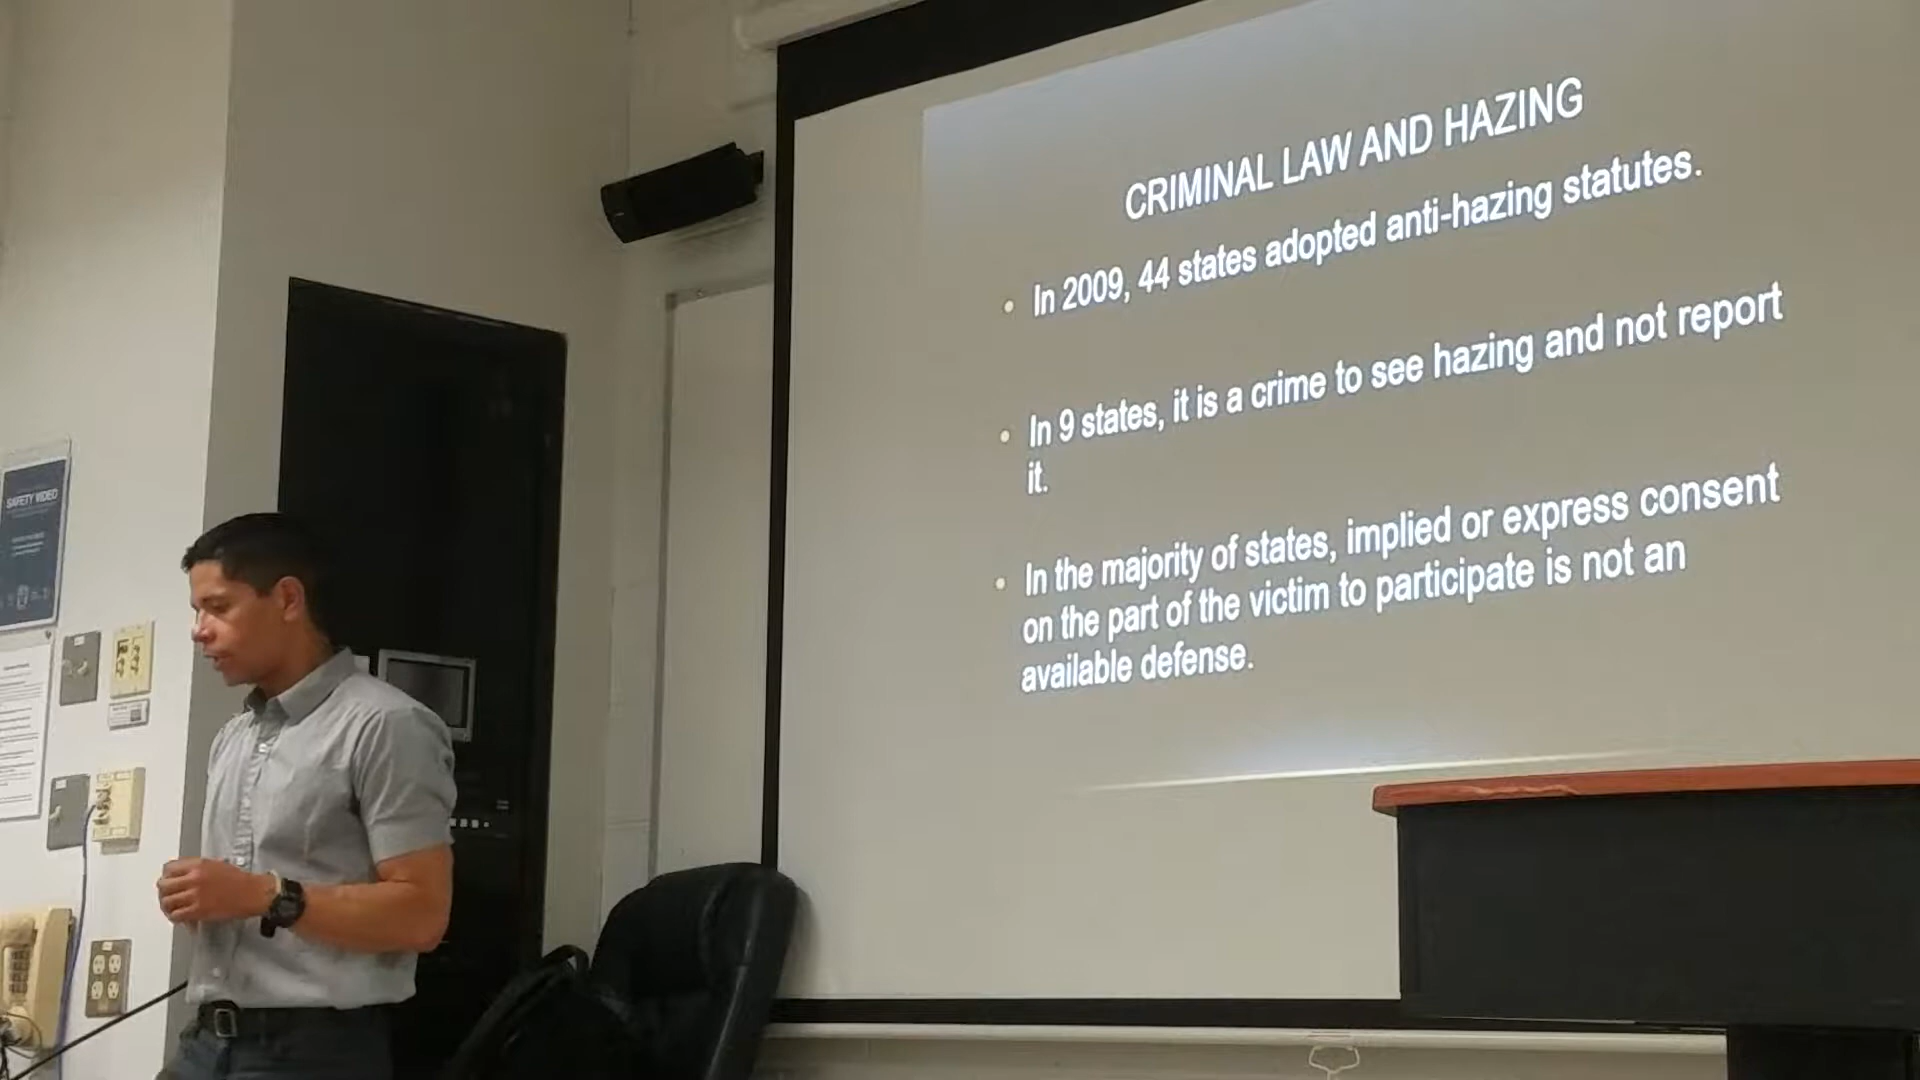 CRIMINAL LAW AND HAZING
• In 2009, 44 states adopted anti-hazing statutes.
• In 9 states, it is a crime to see hazing and not report
it.
• In the majority of states, implied or express consent
on the part of the victim to participate is not an
available defense.
SAFETY VIDEO